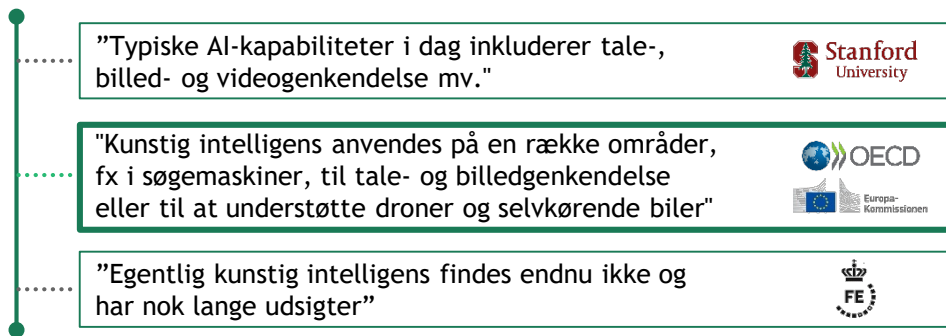 ”Typiske AI-kapabiliteter i dag inkluderer tale-,
billed- og videogenkendelse mv."
Stanford
University
"Kunstig intelligens anvendes på en række områder,
fx i søgemaskiner, til tale- og billedgenkendelse
eller til at understøtte droner og selvkørende biler"
OECD
Europa-
Kommissionen
”Egentlig kunstig intelligens findes endnu ikke og
har nok lange udsigter”
FE